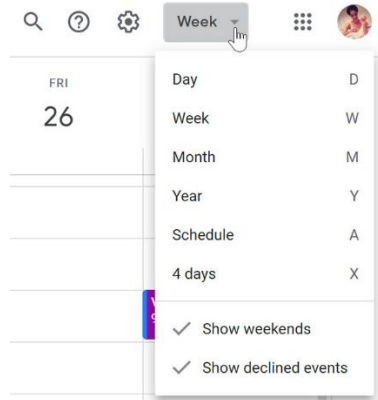 Week
FRI
26
Day D
Week W
Month M
Year Y
Schedule A
4 days X
Show weekends
Show declined events